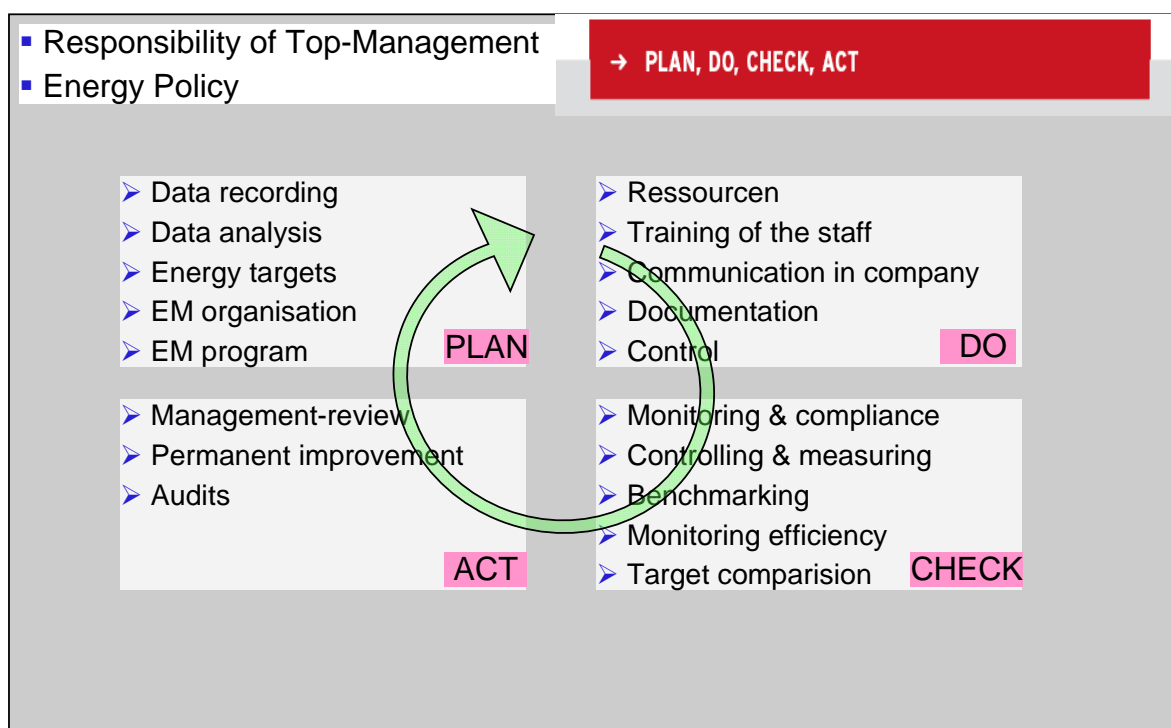 ▪ Responsibility of Top-Management
▪ Energy Policy
→ PLAN, DO, CHECK, ACT
➢ Data recording
➢ Data analysis
➢ Energy targets
➢ EM organisation
➢ EM program
PLAN
➢ Ressourcen
➢ Training of the staff
➢ Communication in company
➢ Documentation
➢ Control
DO
➢ Management-review
➢ Permanent improvement
➢ Audits
ACT
➢ Monitoring & compliance
➢ Controlling & measuring
➢ Benchmarking
➢ Monitoring efficiency
➢ Target comparision
CHECK